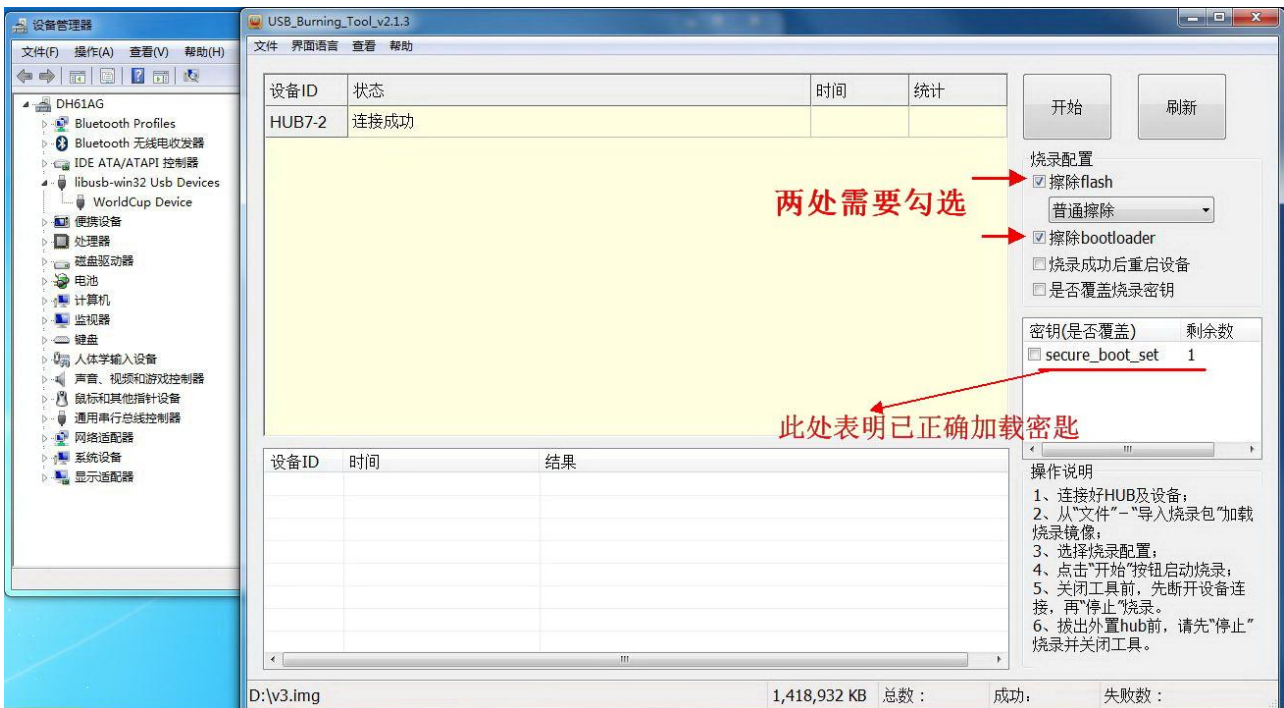 设备管理器
文件(F) 操作(A) 查看(V) 帮助(H)
DH61AG
Bluetooth Profiles
Bluetooth 无线电收发器
IDE ATA/ATAPI 控制器
libusb-win32 Usb Devices
WorldCup Device
便携设备
处理器
磁盘驱动器
电池
计算机
监视器
键盘
人体学输入设备
声音、视频和游戏控制器
鼠标和其他指针设备
通用串行总线控制器
网络适配器
系统设备
显示适配器
USB_Burning_Tool_v2.1.3
文件 界面语言 查看 帮助
设备ID 状态 时间 统计
HUB7-2 连接成功
开始 刷新
烧录配置
擦除flash
普通擦除
擦除bootloader
烧录成功后重启设备
是否覆盖烧录密钥
两处需要勾选
密钥(是否覆盖) 剩余数
secure_boot_set 1
此处表明已正确加载密匙
设备ID 时间 结果
操作说明
1、连接好HUB及设备;
2、从"文件"-"导入烧录包"加载
烧录镜像;
3、选择烧录配置;
4、点击"开始"按钮启动烧录;
5、关闭工具前，先断开设备连
接，再"停止"烧录。
6、拔出外置hub前，请先"停止"
烧录并关闭工具。
D:\v3.img 1,418,932 KB 总数： 成功: 失败数：